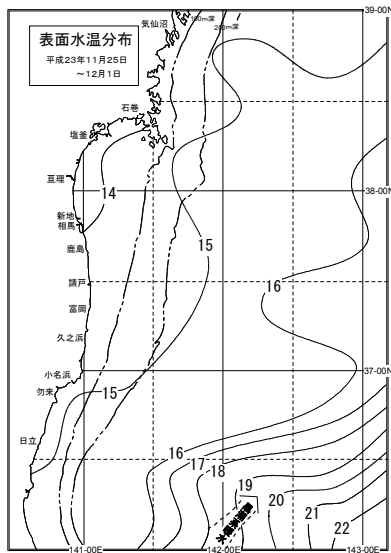 39-00N
気仙沼
100m深
200m深
表面水温分布
平成23年11月25日
～12月1日
石巻
塩釜
亘理
38-00N
14
新地
相馬
15
鹿島
請戸
16
富岡
久之浜
37-00N
小名浜
勿来
15
日立
16
17
18
19
20
21
22
141-00E
142-00E
143-00E